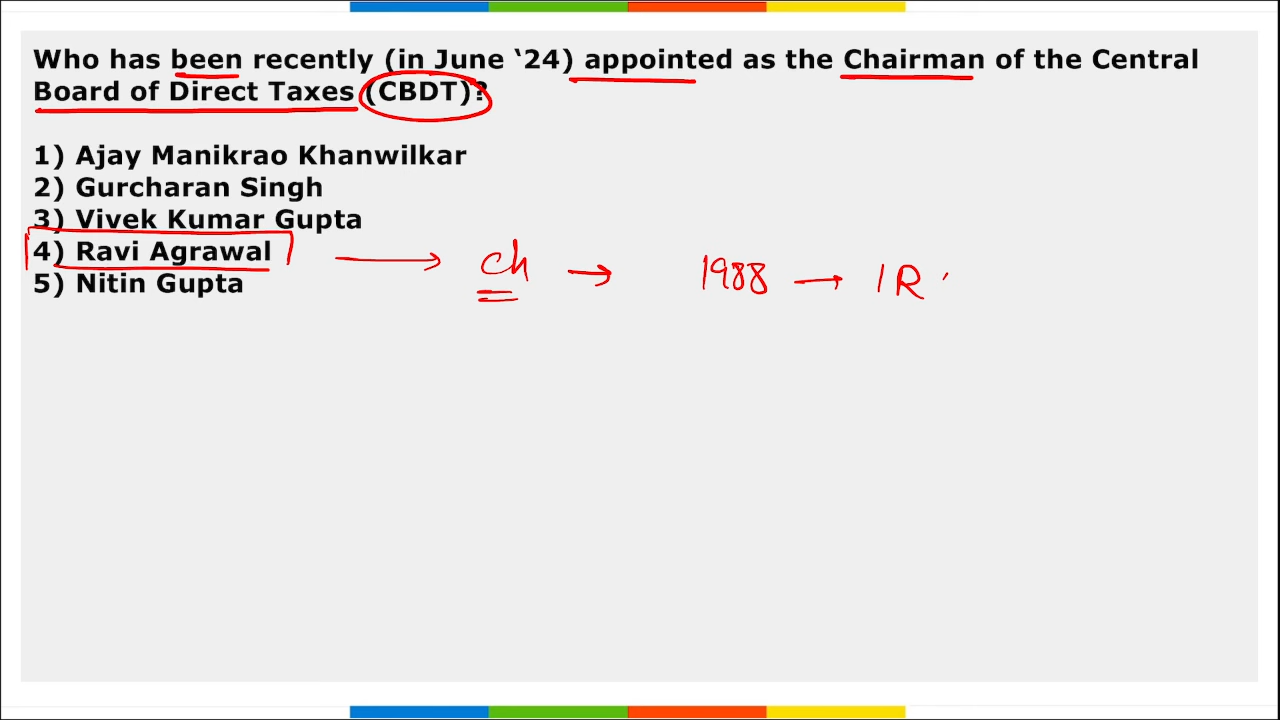 Who has been recently (in June ‘24) appointed as the Chairman of the Central
Board of Direct Taxes (CBDT)?
1) Ajay Manikrao Khanwilkar
2) Gurcharan Singh
3) Vivek Kumar Gupta
4) Ravi Agrawal → Ch → 1988 → IR
5) Nitin Gupta